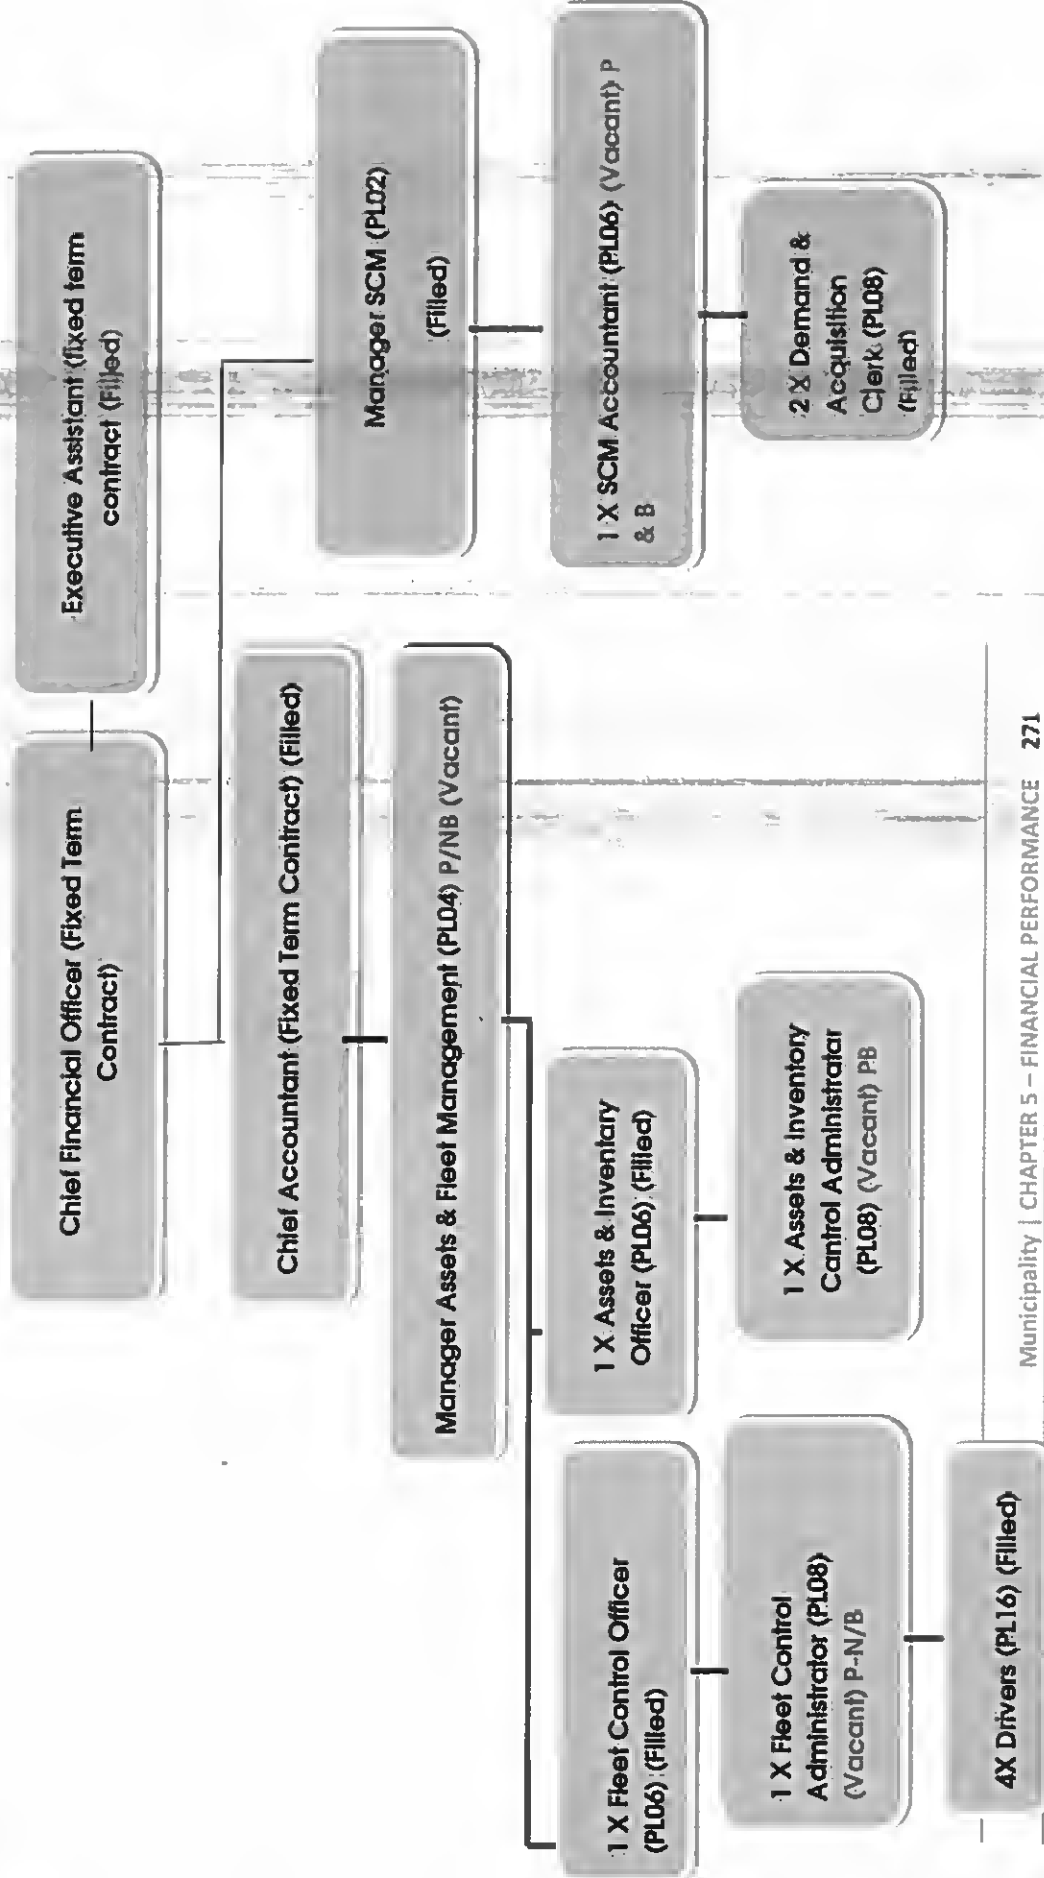 Chief Financial Officer (Fixed Term
Contract)
Executive Assistant (fixed term
contract (Filled)
Chief Accountant (Fixed Term Contract) (Filled)
Manager SCM (PL02)
(Filled)
Manager Assets & Fleet Management (PL04) P/NB (Vacant)
1 X SCM Accountant (PL06) (Vacant) P
& B
1 X Fleet Control Officer
(PL06) (Filled)
1 X Assets & Inventary
Officer (PL06) (Filled)
2 X Demand &
Acquisition
Clerk (PL08)
(Filled)
1 X Fleet Control
Administrator (PL08)
(Vacant) P-N/B
1 X Assets & Inventory
Cantrol Administratar
(PL08) (Vacant) PB
4X Drivers (PL16) (Filled)
Municipality | CHAPTER 5 – FINANCIAL PERFORMANCE 271